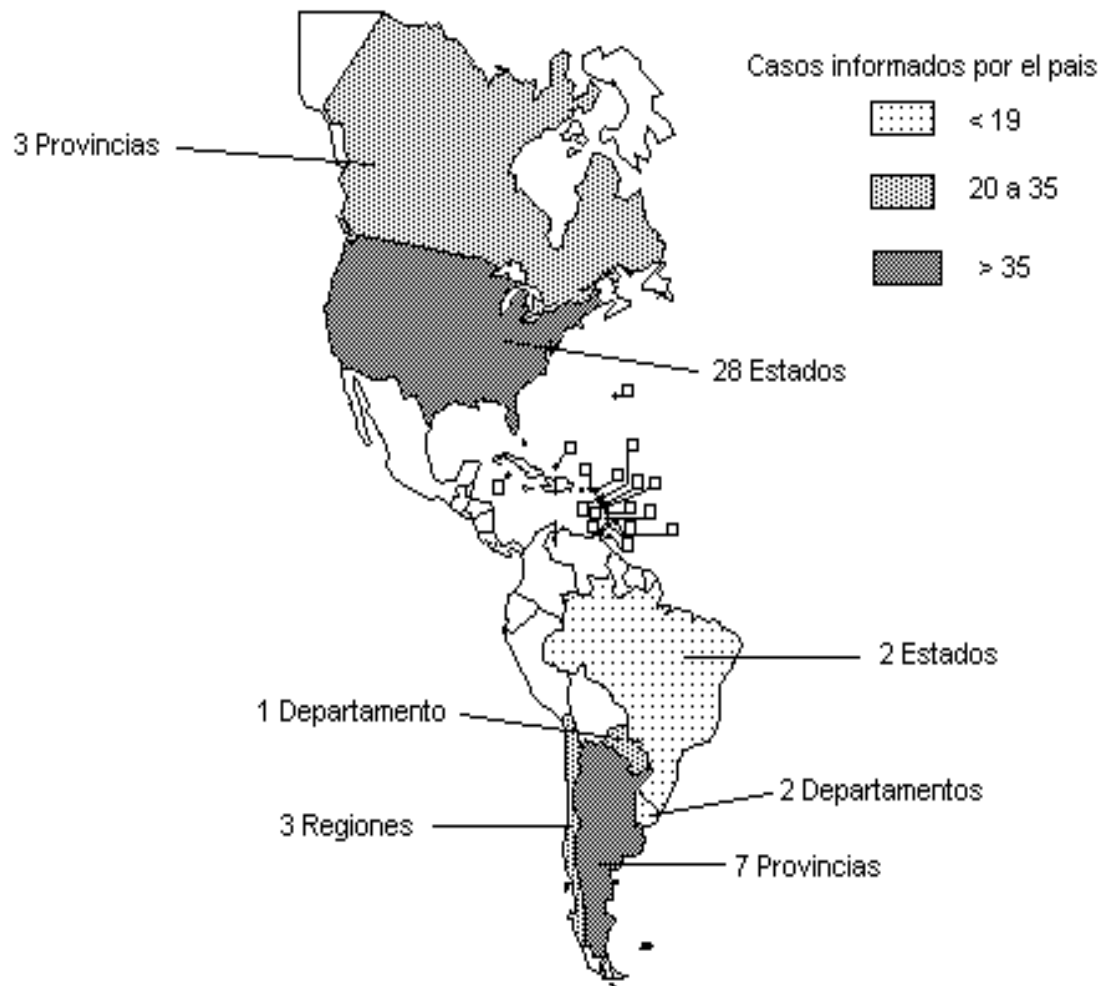 Casos informados por el pais
< 19
3 Provincias
20 a 35
> 35
28 Estados
2 Estados
1 Departamento
2 Departamentos
3 Regiones
7 Provincias